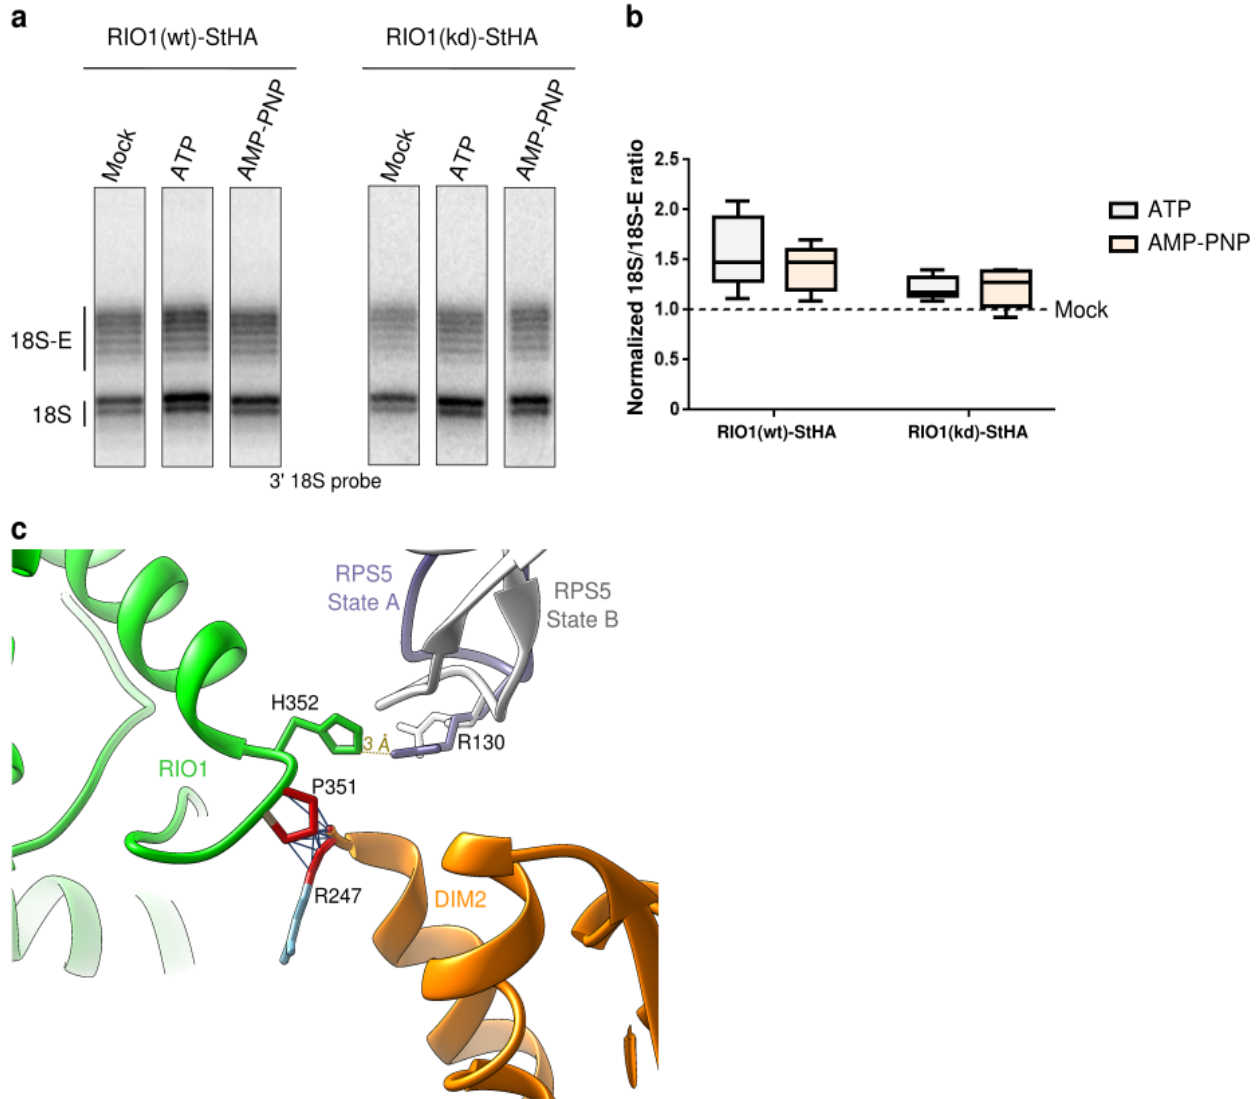 a
RIO1(wt)-StHA
RIO1(kd)-StHA
Mock
ATP
AMP-PNP
Mock
ATP
AMP-PNP
18S-E
18S
3' 18S probe
b
Normalized 18S/18S-E ratio
2.5
2.0
1.5
1.0
0.5
0
Mock
RIO1(wt)-StHA
RIO1(kd)-StHA
ATP
AMP-PNP
c
RPS5
State A
RPS5
State B
H352
3 Å
R130
RIO1
P351
R247
DIM2